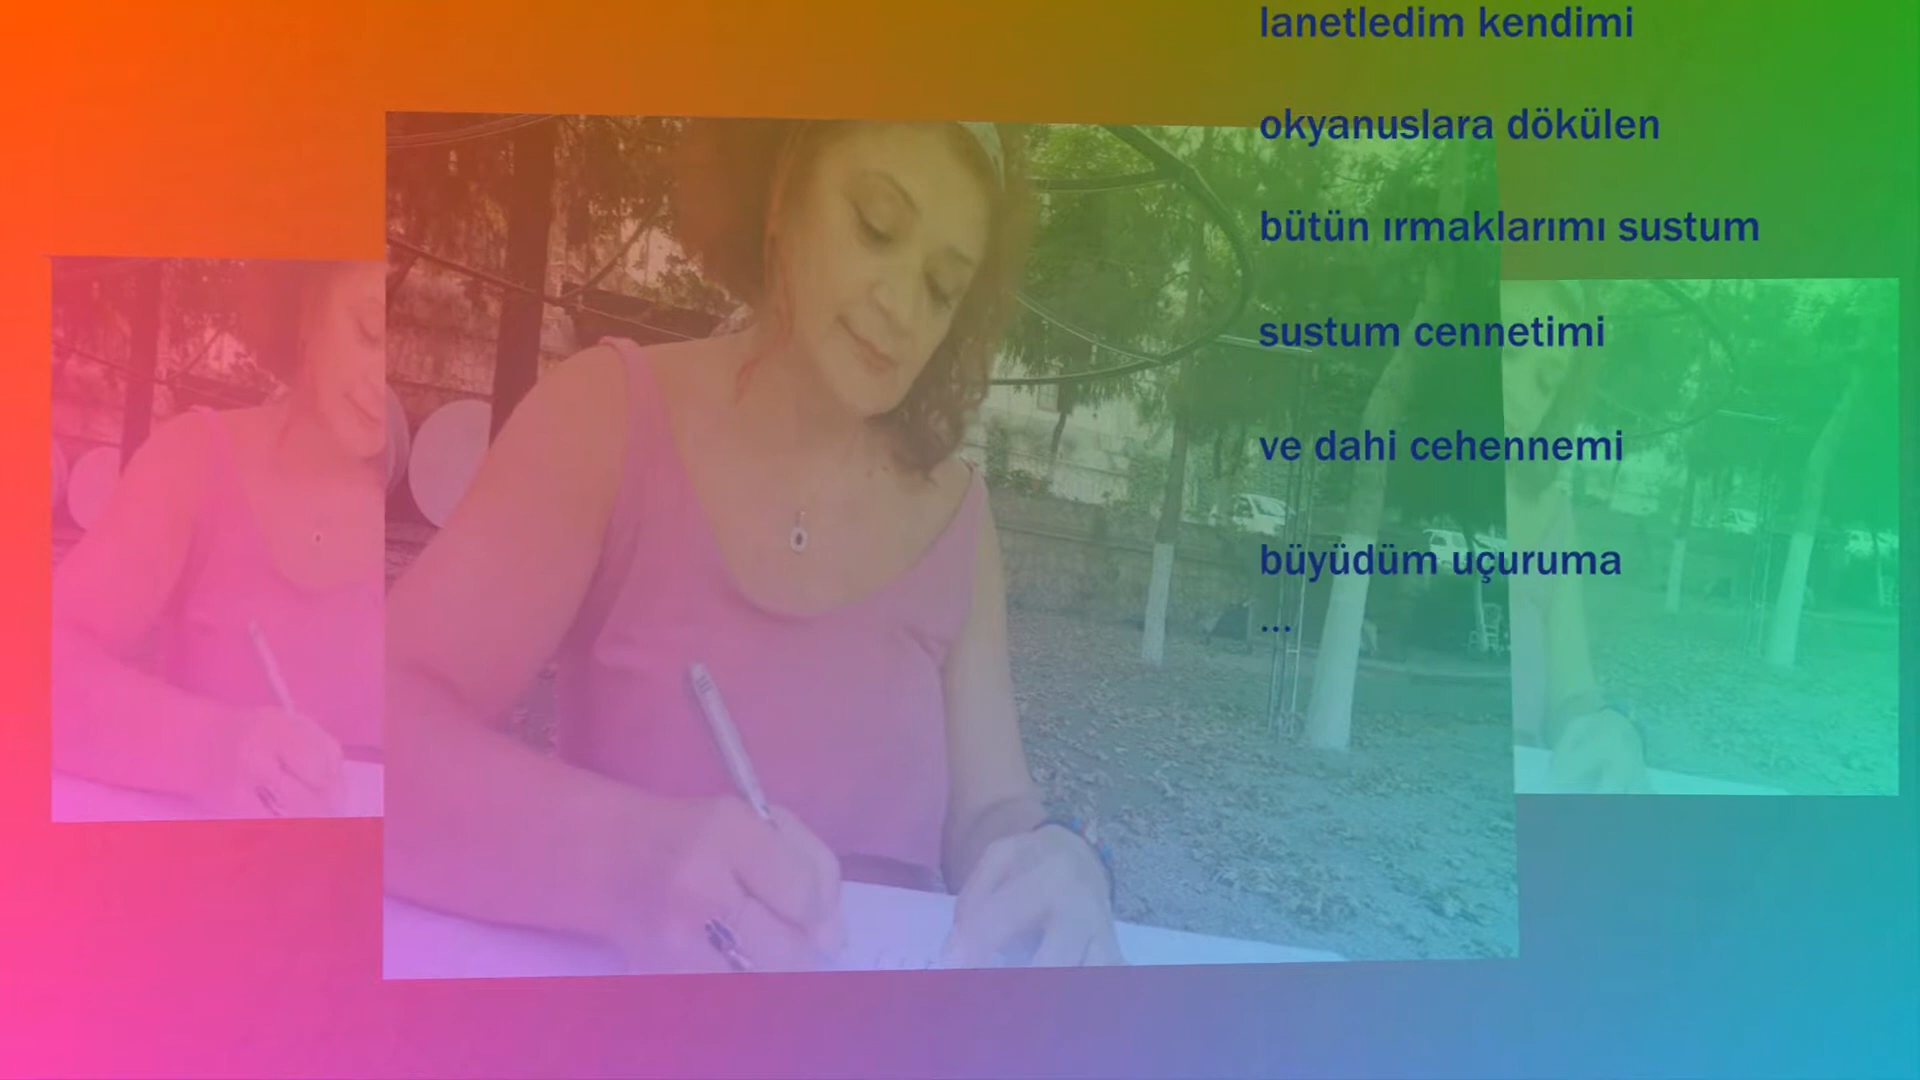 lanetledim kendimi
okyanuslara dökülen
bütün ırmaklarımı sustum
sustum cennetimi
ve dahi cehennemi
büyüdüm uçuruma
...